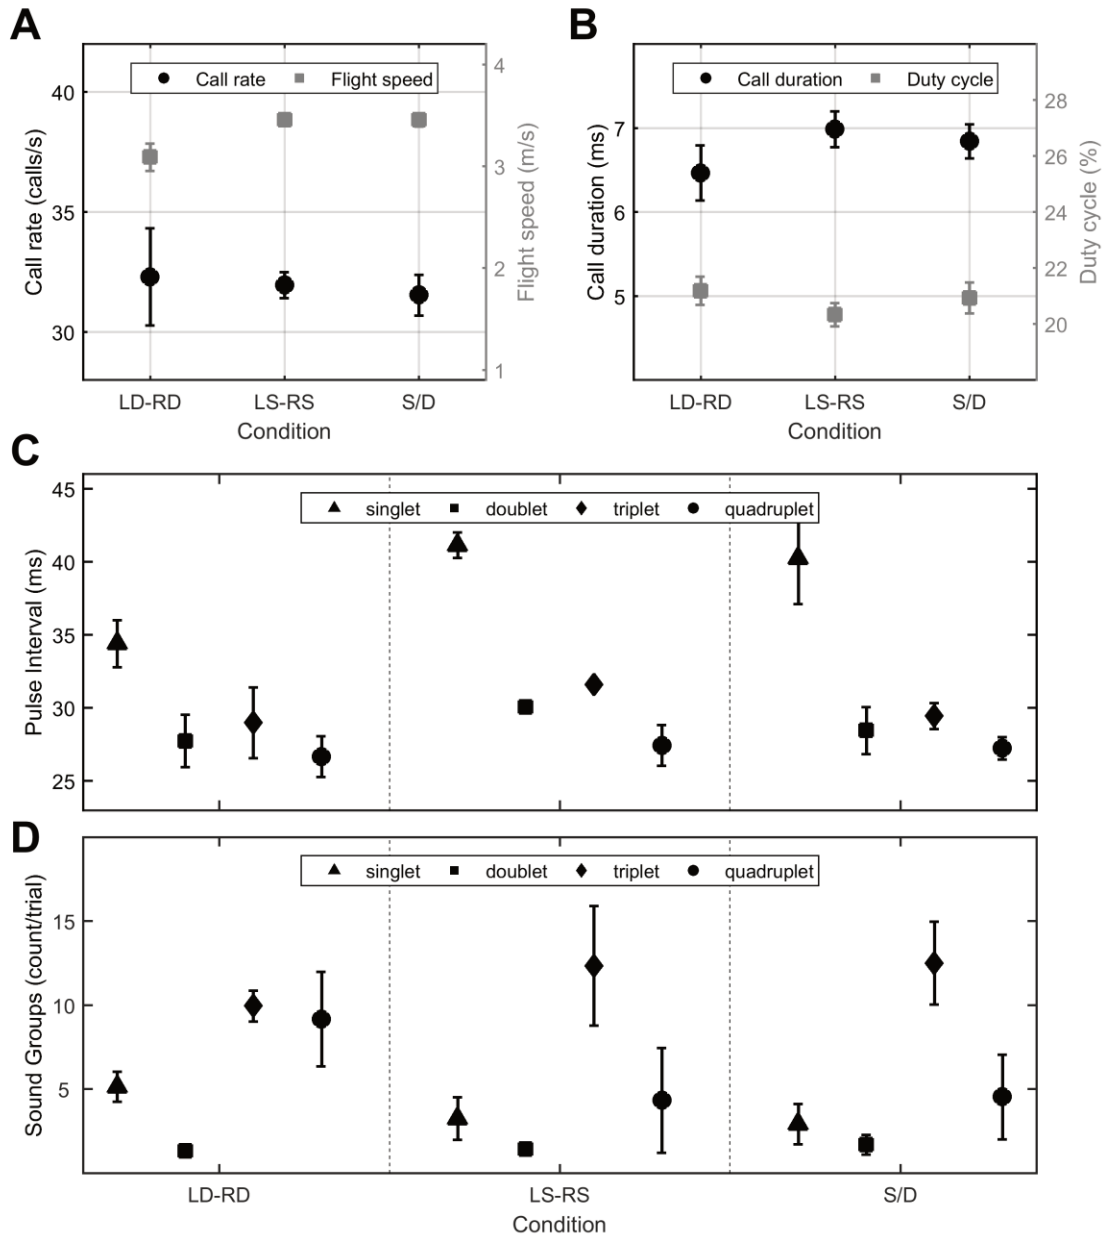 A
Call rate Flight speed
40
35
30
4
3
2
1
Call rate (calls/s)
Flight speed (m/s)
LD-RD LS-RS S/D
Condition
B
Call duration Duty cycle
7
6
5
28
26
24
22
20
Call duration (ms)
Duty cycle (%)
LD-RD LS-RS S/D
Condition
C
singlet doublet triplet quadruplet
45
40
35
30
25
Pulse Interval (ms)
D
singlet doublet triplet quadruplet
15
10
5
Sound Groups (count/trial)
LD-RD LS-RS S/D
Condition